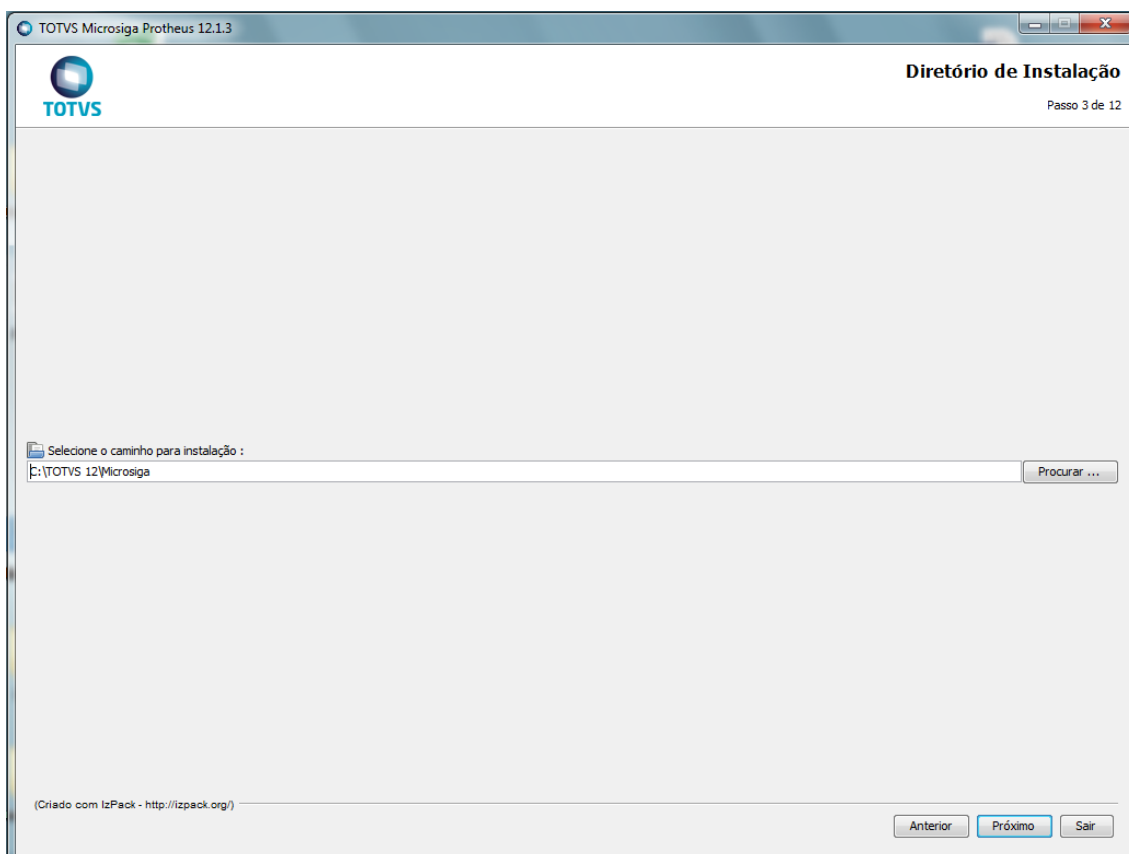 TOTVS Microsiga Protheus 12.1.3
TOTVS
Diretório de Instalação
Passo 3 de 12
Selecione o caminho para instalação :
C:\TOTVS 12\Microsiga
Procurar ...
(Criado com IzPack - http://izpack.org/)
Anterior
Próximo
Sair